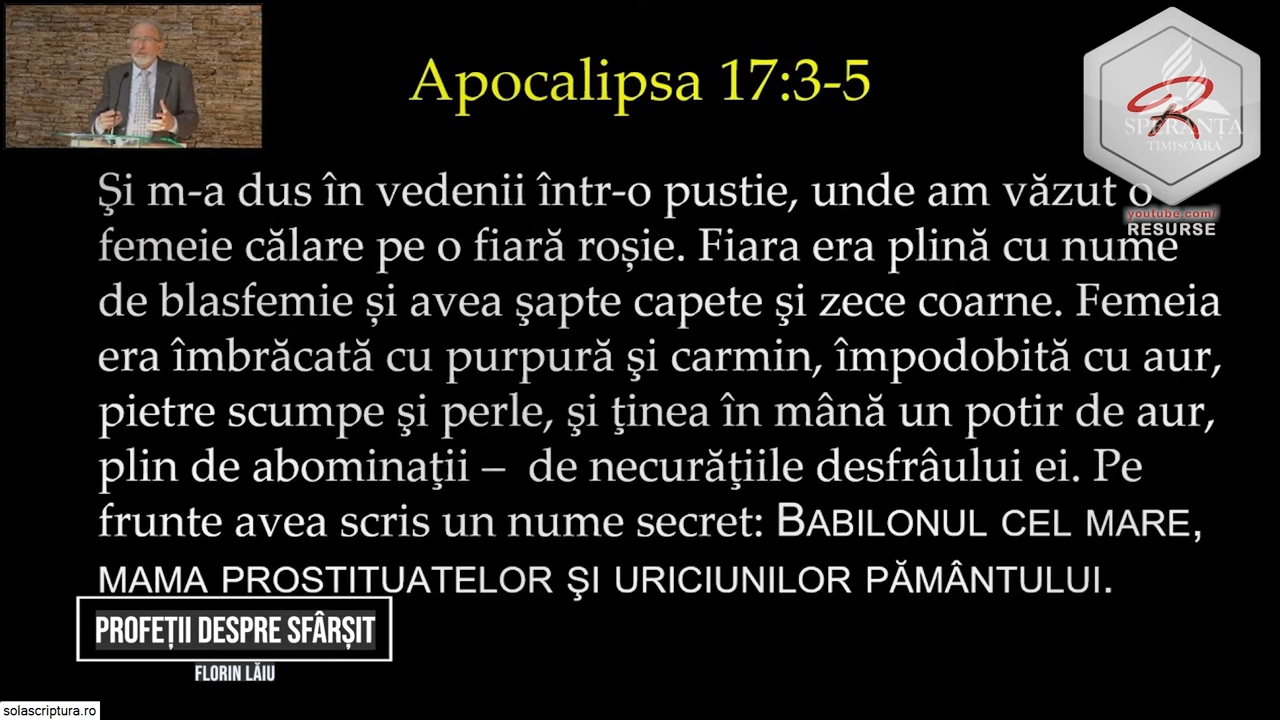 Apocalipsa 17:3-5
SPERANȚA
TIMIȘOARA
youtube.com/
RESURSE
Şi m-a dus în vedenii într-o pustie, unde am văzut o
femeie călare pe o fiară roșie. Fiara era plină cu nume
de blasfemie și avea şapte capete şi zece coarne. Femeia
era îmbrăcată cu purpură şi carmin, împodobită cu aur,
pietre scumpe şi perle, şi ţinea în mână un potir de aur,
plin de abominaţii – de necurăţiile desfrâului ei. Pe
frunte avea scris un nume secret: BABILONUL CEL MARE,
MAMA PROSTITUATELOR ŞI URICIUNILOR PĂMÂNTULUI.
PROFEȚII DESPRE SFÂRȘIT
FLORIN LĂIU
solascriptura.ro